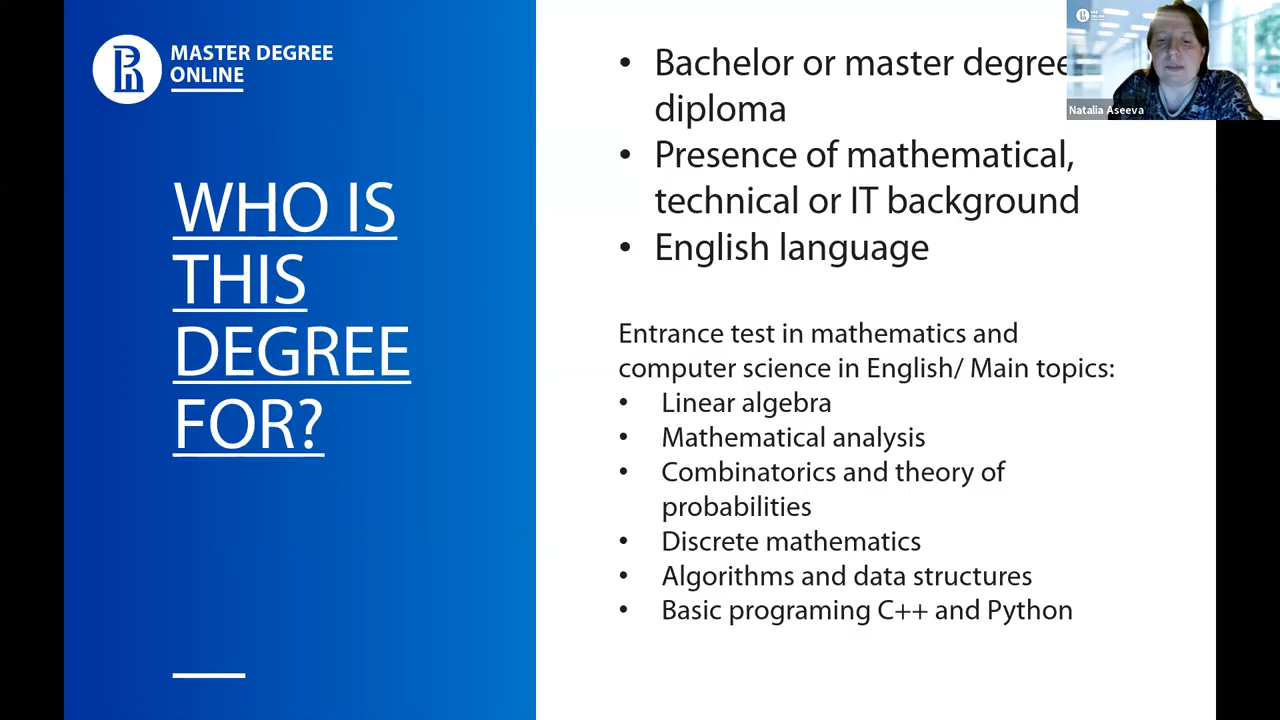 MASTER DEGREE
ONLINE
WHO IS
THIS
DEGREE
FOR?
• Bachelor or master degree
diploma
• Presence of mathematical,
technical or IT background
• English language
Entrance test in mathematics and
computer science in English/ Main topics:
• Linear algebra
• Mathematical analysis
• Combinatorics and theory of
probabilities
• Discrete mathematics
• Algorithms and data structures
• Basic programing C++ and Python
Natalia Aseeva